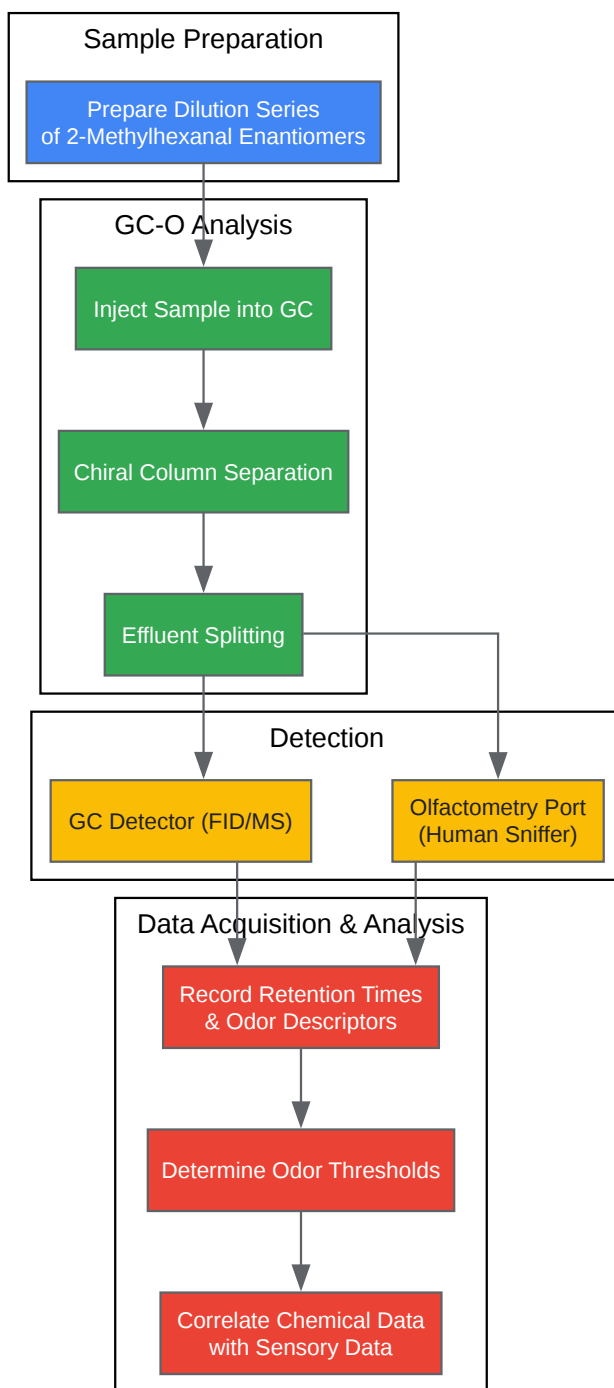 Sample Preparation
Prepare Dilution Series
of 2-Methylhexanal Enantiomers
GC-O Analysis
Inject Sample into GC
Chiral Column Separation
Effluent Splitting
Detection
GC Detector (FID/MS)
Olfactometry Port
(Human Sniffer)
Data Acquisition & Analysis
Record Retention Times
& Odor Descriptors
Determine Odor Thresholds
Correlate Chemical Data
with Sensory Data